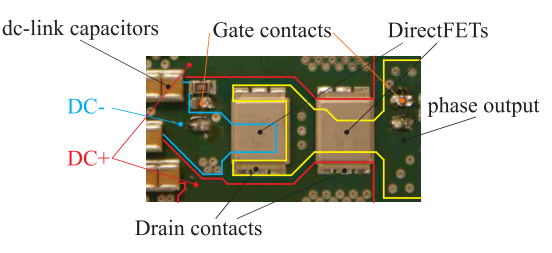 dc-link capacitors
Gate contacts
DirectFETs
DC-
phase output
DC+
Drain contacts